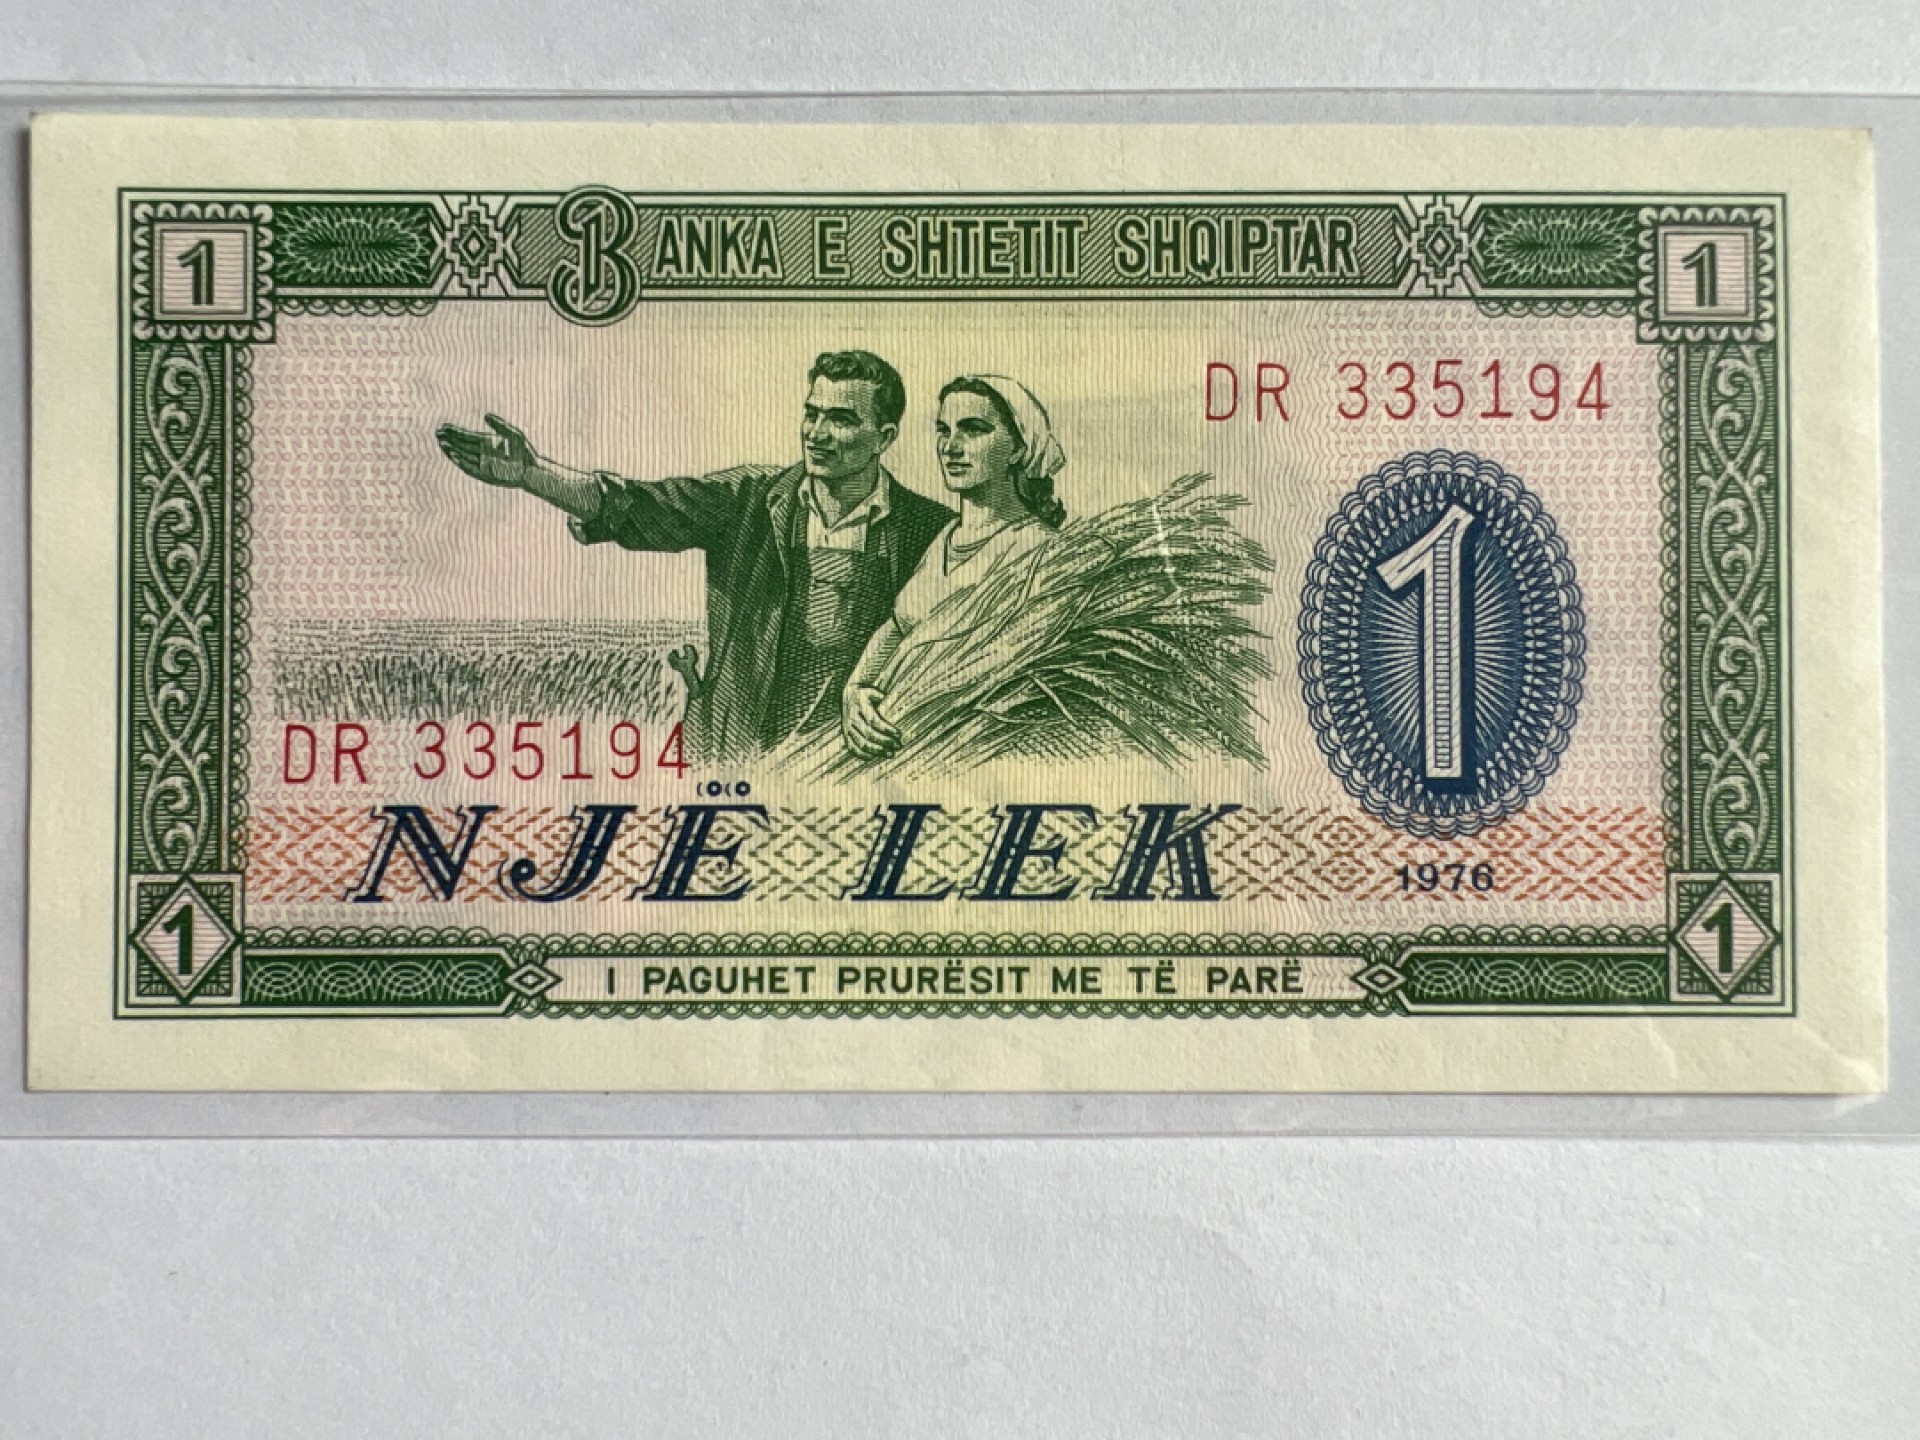 1 BANKA E SHTETIT SHQIPTAR 1
DR 335194
1
DR 335194
NJË LEK
1976
1 I PAGUHET PRURËSIT ME TË PARË 1